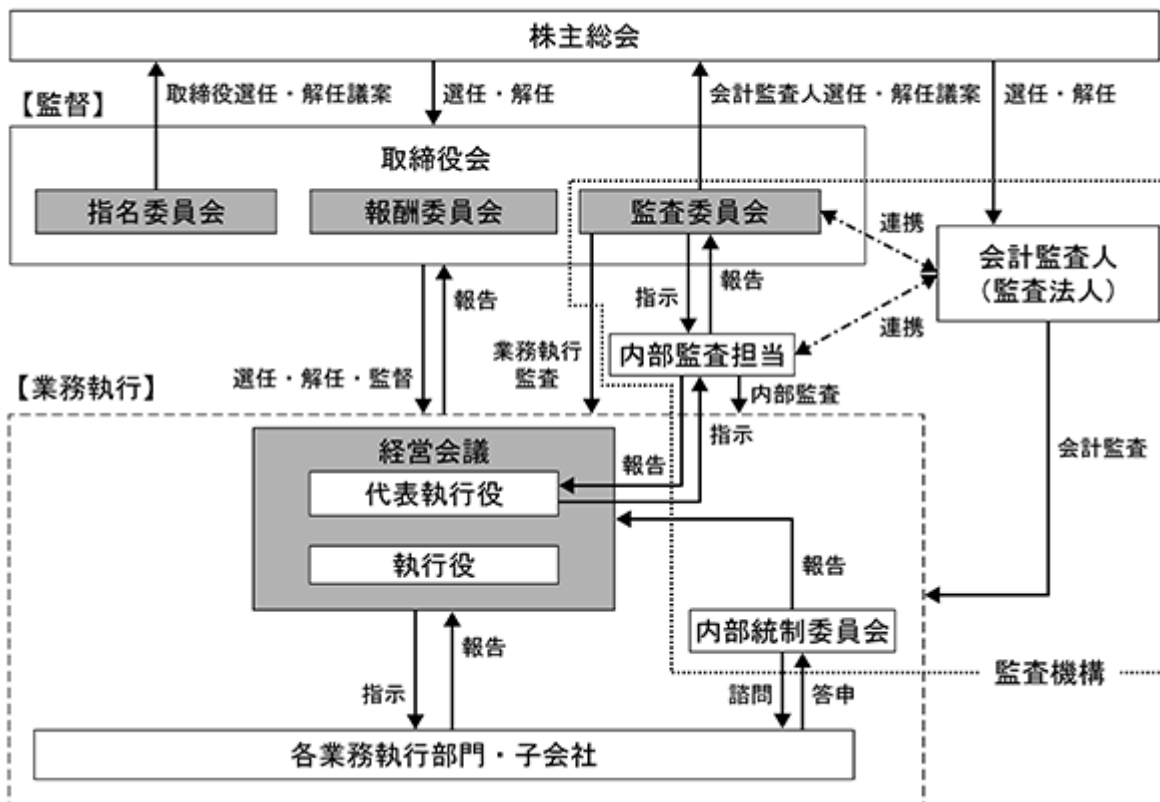 株主総会
取締役選任・解任議案
選任・解任
会計監査人選任・解任議案
選任・解任
【監督】
取締役会
指名委員会
報酬委員会
監査委員会
連携
会計監査人
（監査法人）
報告
指示
報告
連携
内部監査担当
業務執行
監査
選任・解任・監督
【業務執行】
内部監査
指示
経営会議
報告
会計監査
代表執行役
執行役
報告
内部統制委員会
報告
監査機構
指示
諮問
答申
各業務執行部門・子会社